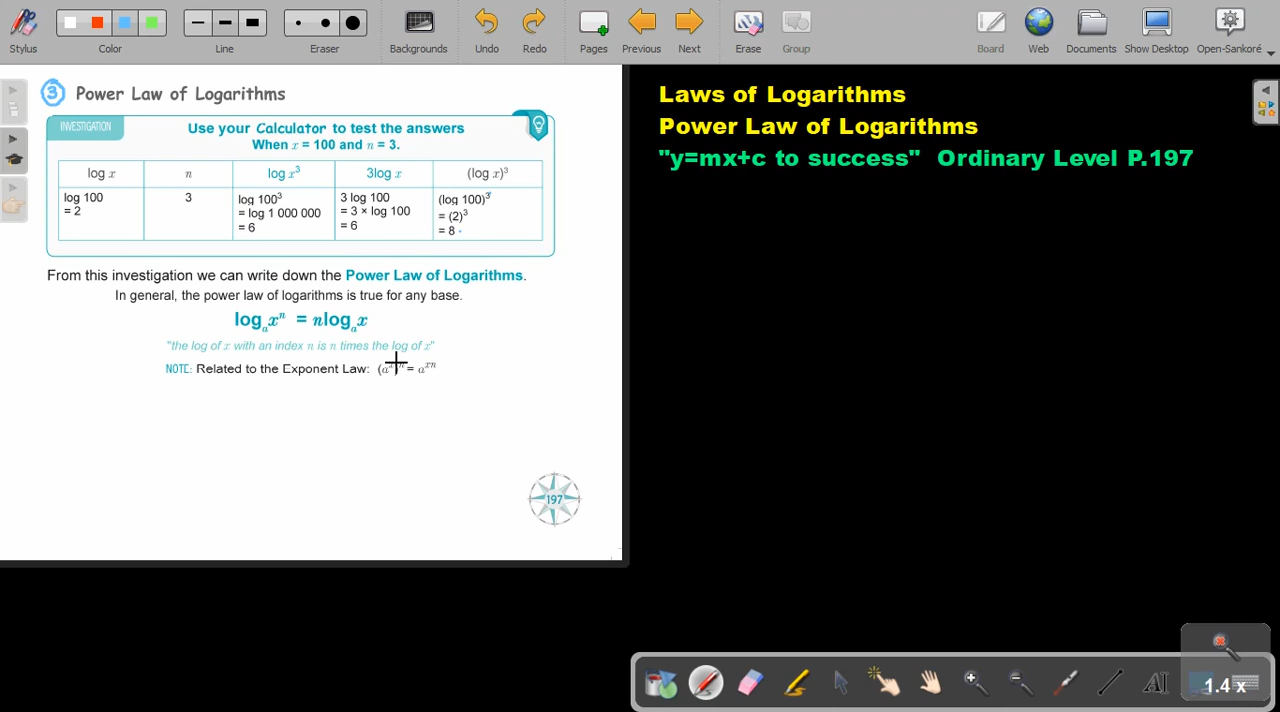 Stylus Color Line Eraser Backgrounds Undo Redo Pages Previous Next Erase Group Board Web Documents Show Desktop Open-Sankoré
3 Power Law of Logarithms
INVESTIGATION
Use your Calculator to test the answers
When x = 100 and n = 3.
log x n log x³ 3log x (log x)³
log 100 3 log 100³ 3 log 100 (log 100)³
= 2 = log 1 000 000 = 3 × log 100 = (2)³
= 6 = 6 = 8
From this investigation we can write down the Power Law of Logarithms.
In general, the power law of logarithms is true for any base.
logₐxⁿ = nlogₐx
"the log of x with an index n is n times the log of x"
NOTE: Related to the Exponent Law: (aˣ)ⁿ = aˣⁿ
197
Laws of Logarithms
Power Law of Logarithms
"y=mx+c to success" Ordinary Level P.197
AI
1.4 x